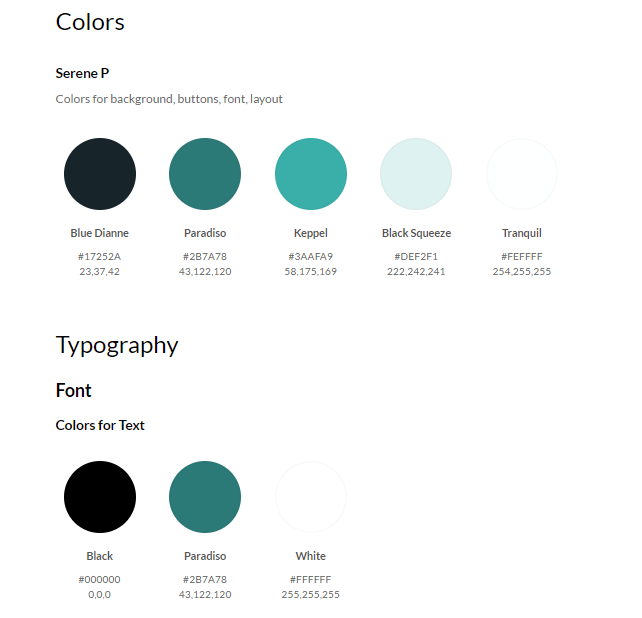 Colors
Serene P
Colors for background, buttons, font, layout
Blue Dianne Paradiso Keppel Black Squeeze Tranquil
#17252A #2B7A78 #3AAFA9 #DEF2F1 #FEFFFF
23,37,42 43,122,120 58,175,169 222,242,241 254,255,255
Typography
Font
Colors for Text
Black Paradiso White
#000000 #2B7A78 #FFFFFF
0,0,0 43,122,120 255,255,255